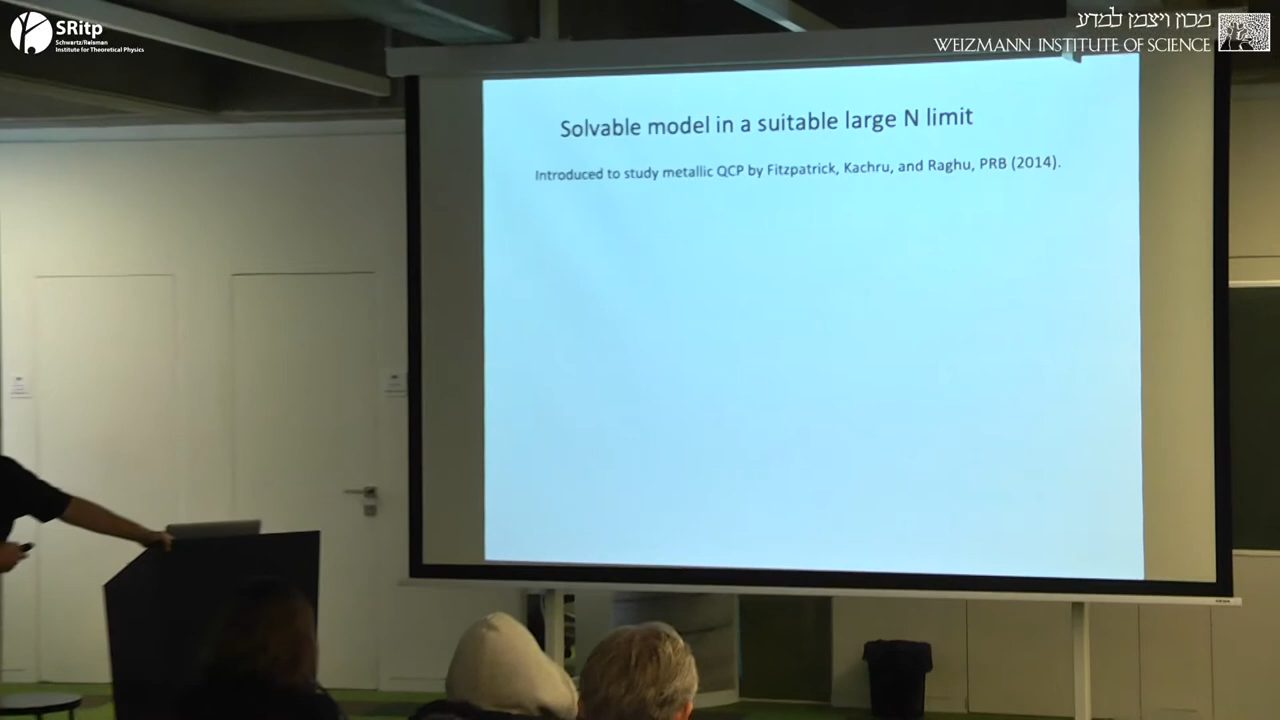 SRitp
Schwartz/Reisman
Institute for Theoretical Physics
מכון ויצמן למדע
WEIZMANN INSTITUTE OF SCIENCE
Solvable model in a suitable large N limit
Introduced to study metallic QCP by Fitzpatrick, Kachru, and Raghu, PRB (2014).